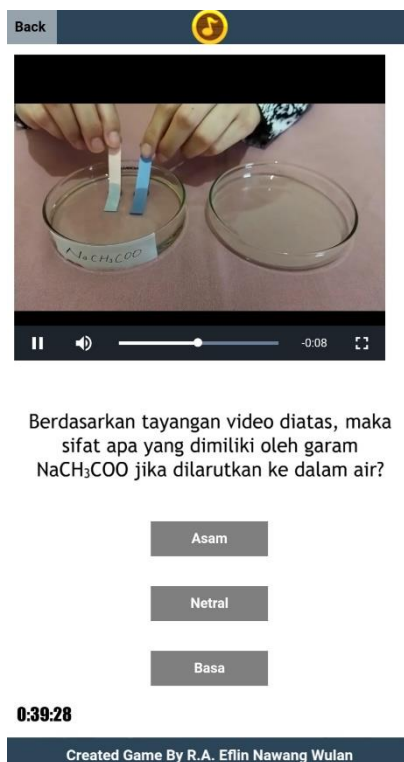 Back
NaCH₃COO
-0:08
Berdasarkan tayangan video diatas, maka
sifat apa yang dimiliki oleh garam
NaCH₃COO jika dilarutkan ke dalam air?
Asam
Netral
Basa
0:39:28
Created Game By R.A. Eflin Nawang Wulan